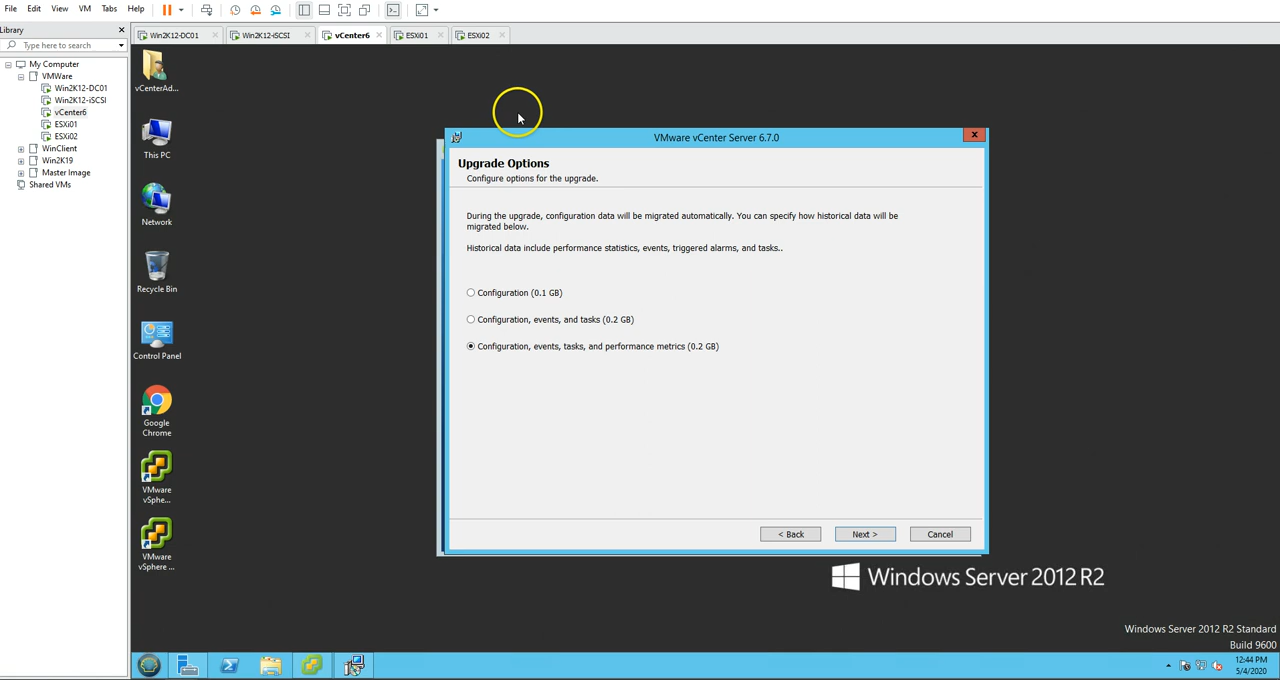 File Edit View VM Tabs Help
Library
Type here to search
My Computer
VMWare
Win2K12-DC01
Win2K12-iSCSI
vCenter6
ESXi01
ESXi02
WinClient
Win2K19
Master Image
Shared VMs
Win2K12-DC01 Win2K12-iSCSI vCenter6 ESXi01 ESXi02
vCenterAd...
This PC
Network
Recycle Bin
Control Panel
Google
Chrome
VMware
vSphe...
VMware
vSphere ...
VMware vCenter Server 6.7.0
Upgrade Options
Configure options for the upgrade.
During the upgrade, configuration data will be migrated automatically. You can specify how historical data will be
migrated below.
Historical data include performance statistics, events, triggered alarms, and tasks..
Configuration (0.1 GB)
Configuration, events, and tasks (0.2 GB)
Configuration, events, tasks, and performance metrics (0.2 GB)
< Back Next > Cancel
Windows Server 2012 R2
Windows Server 2012 R2 Standard
Build 9600
12:44 PM
5/4/2020